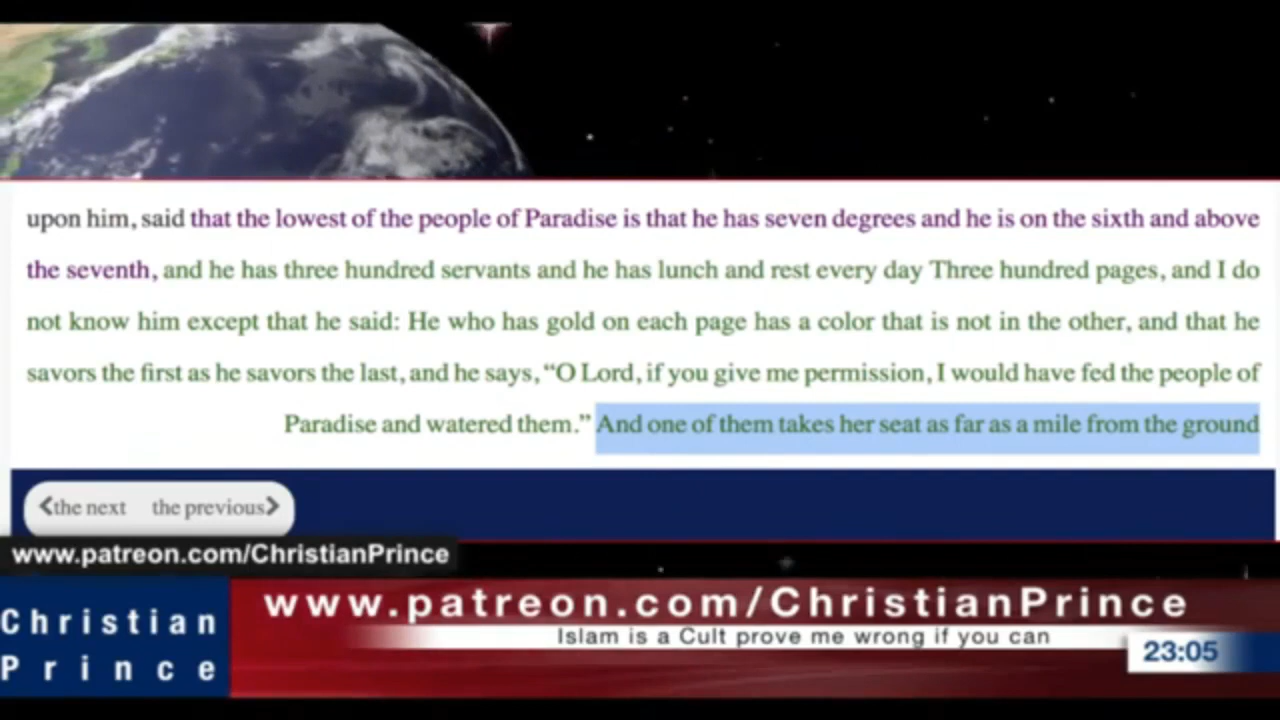 upon him, said that the lowest of the people of Paradise is that he has seven degrees and he is on the sixth and above
the seventh, and he has three hundred servants and he has lunch and rest every day Three hundred pages, and I do
not know him except that he said: He who has gold on each page has a color that is not in the other, and that he
savors the first as he savors the last, and he says, “O Lord, if you give me permission, I would have fed the people of
Paradise and watered them.” And one of them takes her seat as far as a mile from the ground
the next the previous
www.patreon.com/ChristianPrince
www.patreon.com/ChristianPrince
Islam is a Cult prove me wrong if you can
Christian
Prince
23:05